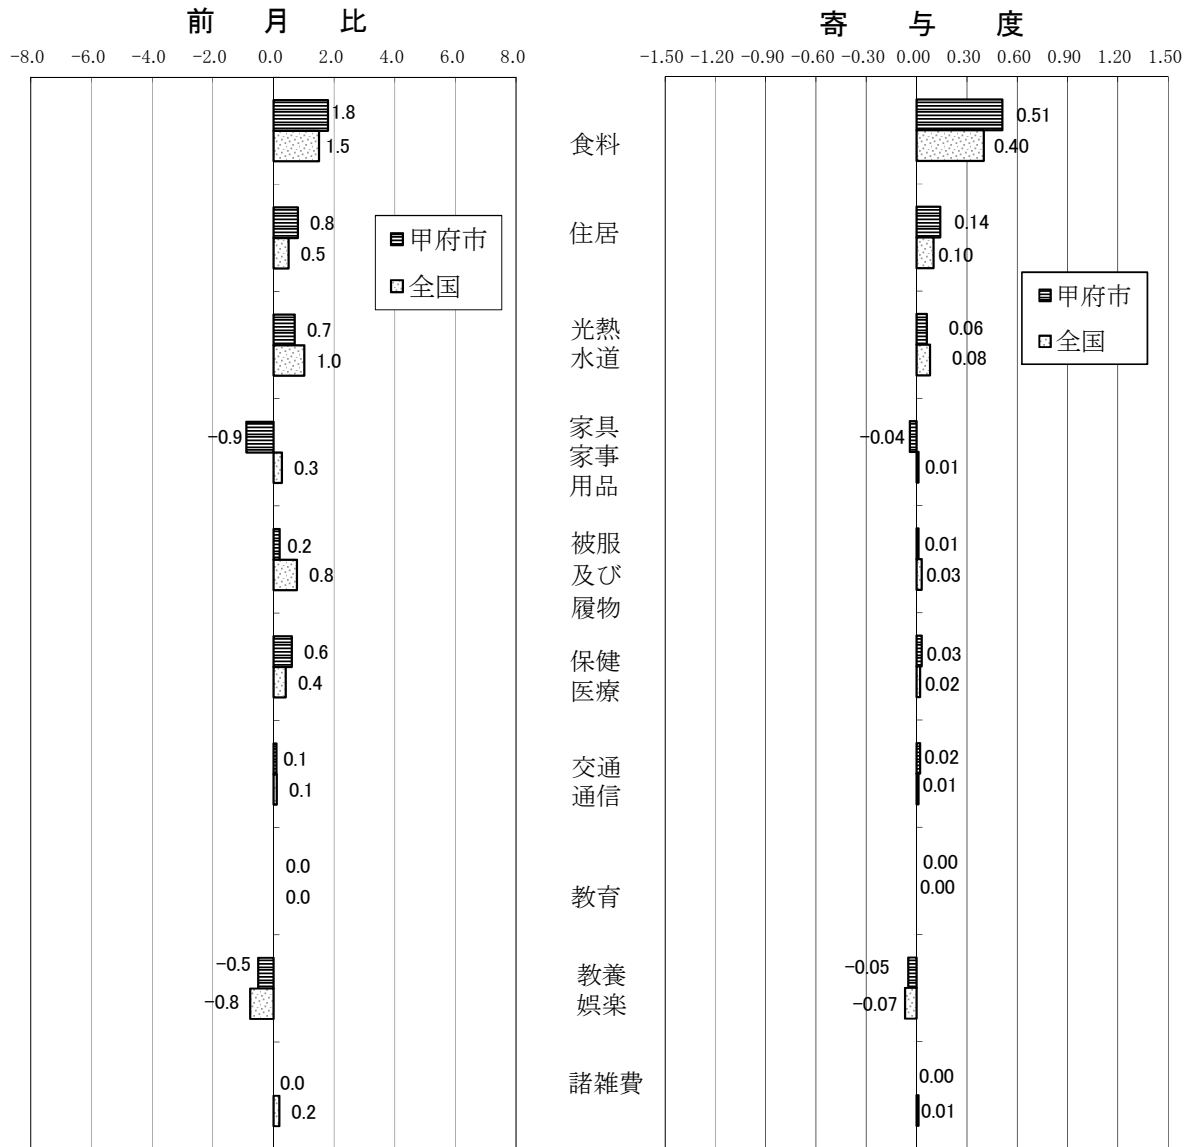 前 月 比
寄 与 度
-8.0 -6.0 -4.0 -2.0 0.0 2.0 4.0 6.0 8.0
-1.50 -1.20 -0.90 -0.60 -0.30 0.00 0.30 0.60 0.90 1.20 1.50
1.8
1.5
食料
0.51
0.40
0.8
0.5
住居
0.14
0.10
甲府市
全国
甲府市
全国
0.7
1.0
光熱
水道
0.06
0.08
-0.9
0.3
家具
家事
用品
-0.04
0.01
0.2
0.8
被服
及び
履物
0.01
0.03
0.6
0.4
保健
医療
0.03
0.02
0.1
0.1
交通
通信
0.02
0.01
0.0
0.0
教育
0.00
0.00
-0.5
-0.8
教養
娯楽
-0.05
-0.07
0.0
0.2
諸雑費
0.00
0.01